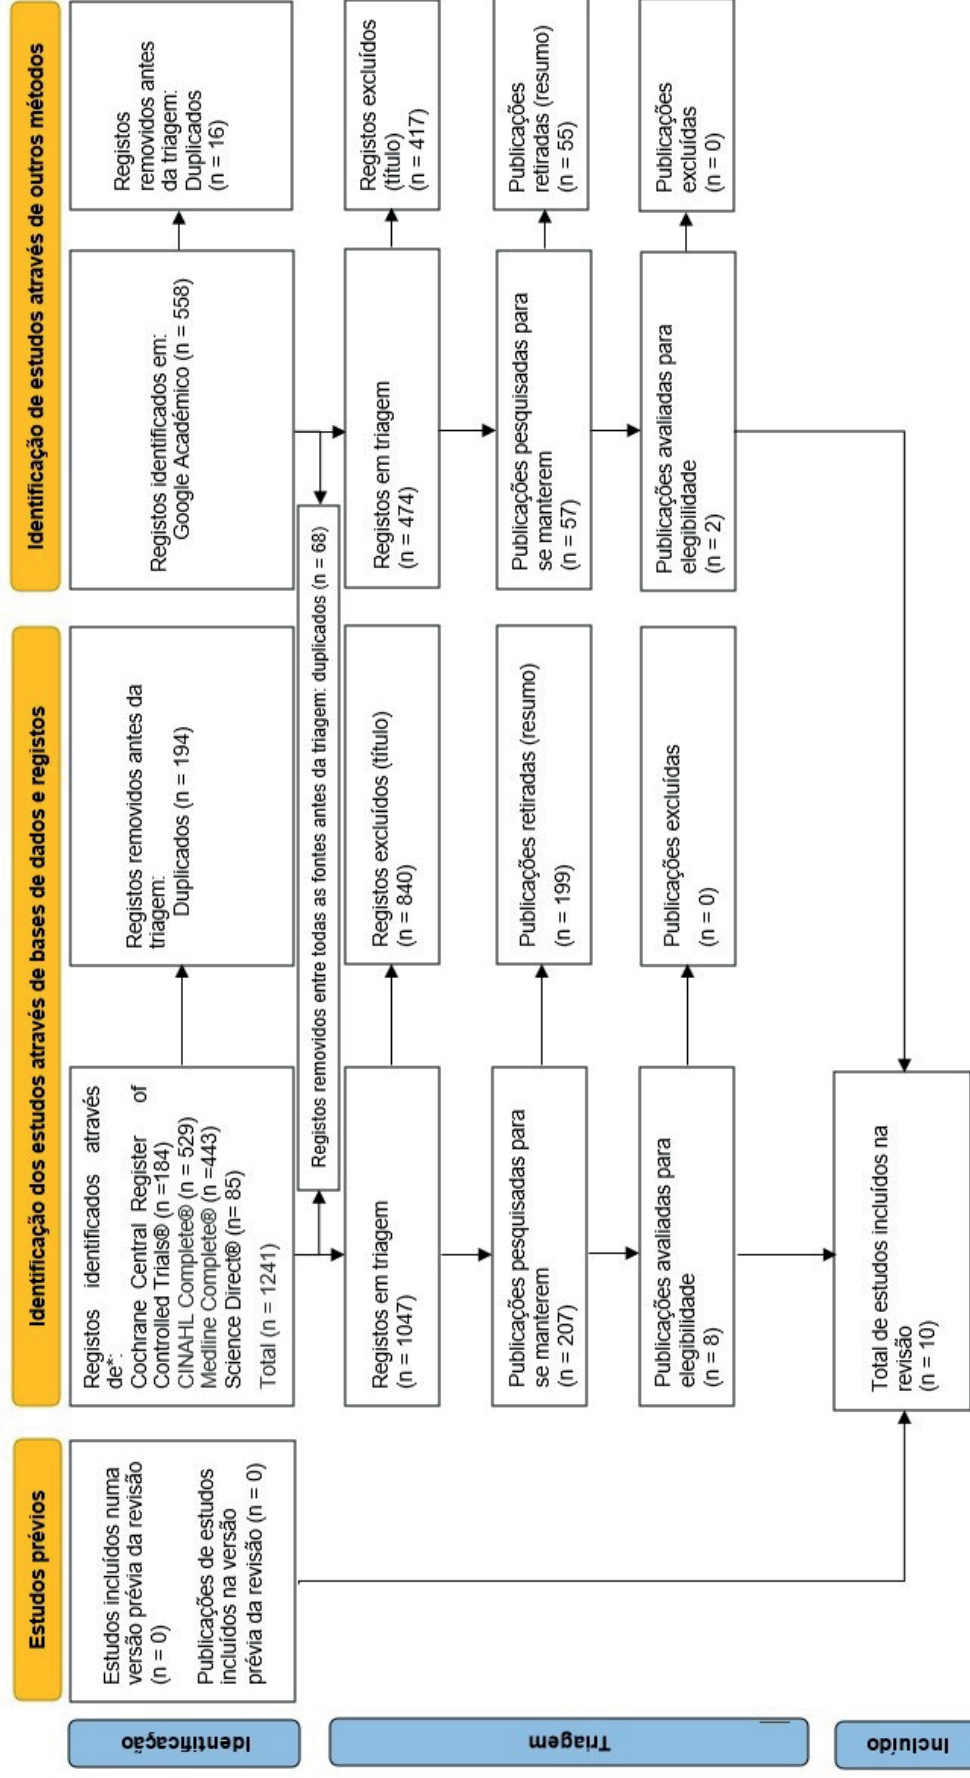 Estudos prévios
Identificação dos estudos através de bases de dados e registos
Identificação de estudos através de outros métodos
Identificação
Estudos incluídos numa
versão prévia da revisão
(n = 0)
Publicações de estudos
incluídos na versão
prévia da revisão (n = 0)
Registos identificados através
de*:
Cochrane Central Register of
Controlled Trials® (n =184)
CINAHL Complete® (n = 529)
Medline Complete® (n =443)
Science Direct® (n= 85)
Total (n = 1241)
Registos removidos antes da
triagem:
Duplicados (n = 194)
Registos identificados em:
Google Académico (n = 558)
Registos
removidos antes
da triagem:
Duplicados
(n = 16)
Registos removidos entre todas as fontes antes da triagem: duplicados (n = 68)
Triagem
Registos em triagem
(n = 1047)
Registos excluídos (título)
(n = 840)
Registos em triagem
(n = 474)
Registos excluídos
(título)
(n = 417)
Publicações pesquisadas para
se manterem
(n = 207)
Publicações retiradas (resumo)
(n = 199)
Publicações pesquisadas para
se manterem
(n = 57)
Publicações
retiradas (resumo)
(n = 55)
Publicações avaliadas para
elegibilidade
(n = 8)
Publicações excluídas
(n = 0)
Publicações avaliadas para
elegibilidade
(n = 2)
Publicações
excluídas
(n = 0)
Incluído
Total de estudos incluídos na
revisão
(n = 10)